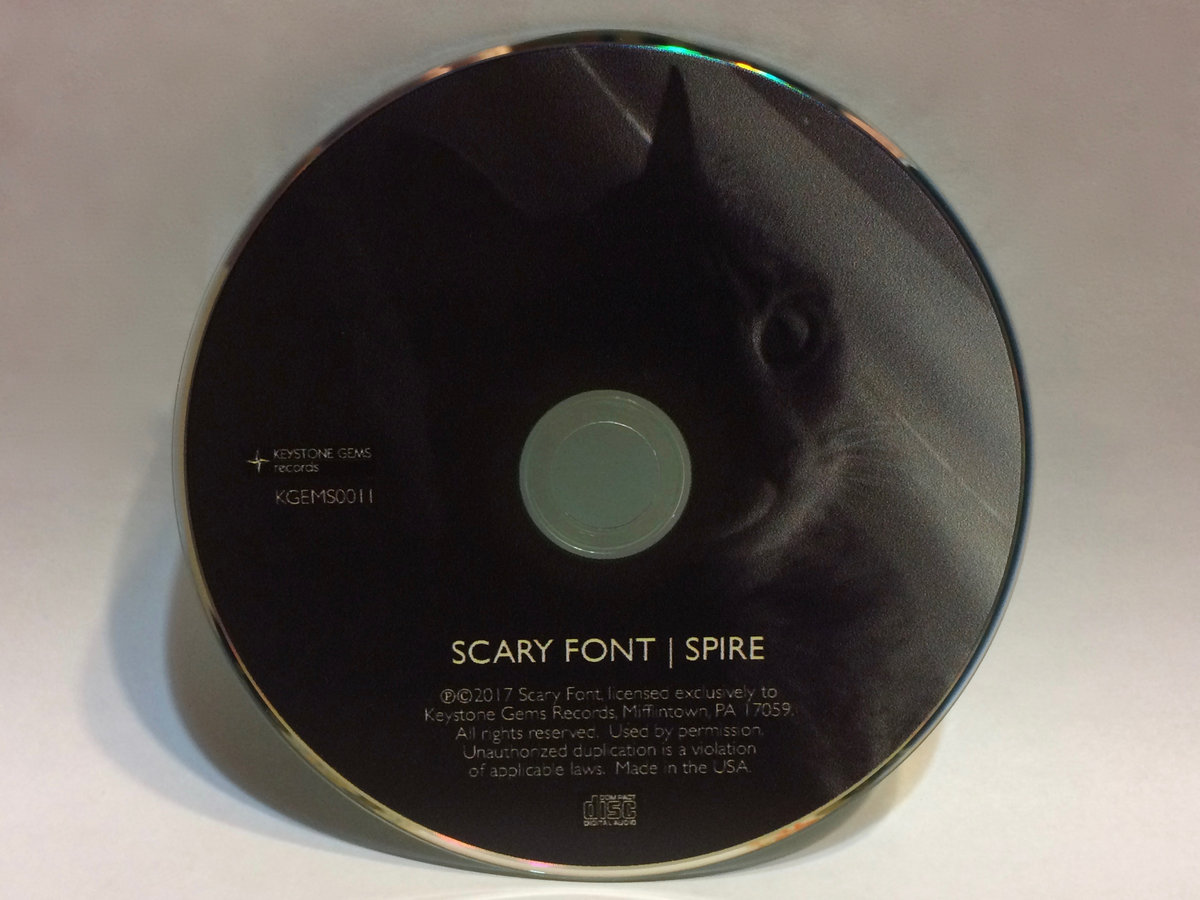 KEYSTONE GEMS
records
KGEMS0011
SCARY FONT | SPIRE
℗©2017 Scary Font, licensed exclusively to
Keystone Gems Records, Mifflintown, PA 17059.
All rights reserved. Used by permission.
Unauthorized duplication is a violation
of applicable laws. Made in the USA.
COMPACT
disc
DIGITAL AUDIO